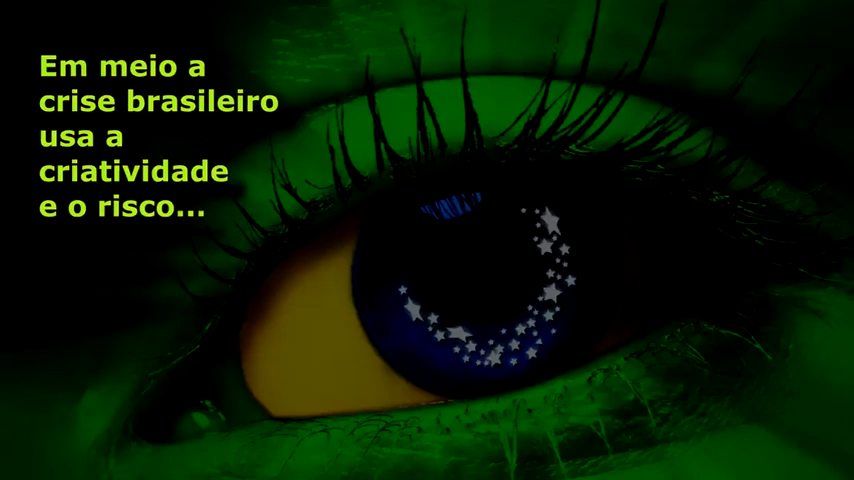 Em meio a
crise brasileiro
usa a
criatividade
e o risco...